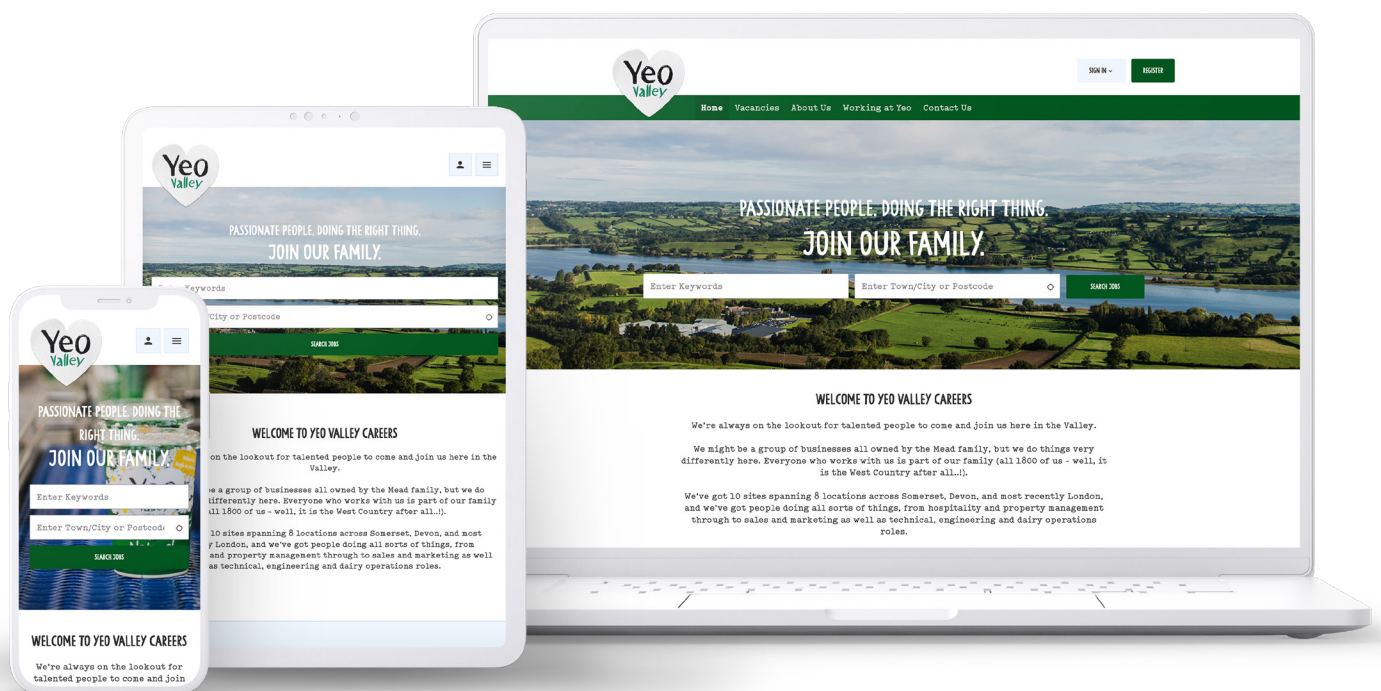 Yeo
Valley
SIGN IN
REGISTER
Home Vacancies About Us Working at Yeo Contact Us
PASSIONATE PEOPLE. DOING THE RIGHT THING.
JOIN OUR FAMILY.
Enter Keywords
Enter Town/City or Postcode
SEARCH JOBS
WELCOME TO YEO VALLEY CAREERS
We're always on the lookout for talented people to come and join us here in the Valley.
We might be a group of businesses all owned by the Mead family, but we do things very
differently here. Everyone who works with us is part of our family (all 1800 of us - well, it
is the West Country after all..!).
We've got 10 sites spanning 8 locations across Somerset, Devon, and most recently London,
and we've got people doing all sorts of things, from hospitality and property management
through to sales and marketing as well as technical, engineering and dairy operations
roles.
Yeo
Valley
PASSIONATE PEOPLE. DOING THE RIGHT THING.
JOIN OUR FAMILY.
Keywords
/City or Postcode
SEARCH JOBS
WELCOME TO YEO VALLEY CAREERS
on the lookout for talented people to come and join us here in the
Valley.
be a group of businesses all owned by the Mead family, but we do
differently here. Everyone who works with us is part of our family
all 1800 of us - well, it is the West Country after all..!).
10 sites spanning 8 locations across Somerset, Devon, and most
London, and we've got people doing all sorts of things, from
and property management through to sales and marketing as well
as technical, engineering and dairy operations roles.
Yeo
Valley
PASSIONATE PEOPLE. DOING THE
RIGHT THING.
JOIN OUR FAMILY.
Enter Keywords
Enter Town/City or Postcode
SEARCH JOBS
WELCOME TO YEO VALLEY CAREERS
We're always on the lookout for
talented people to come and join